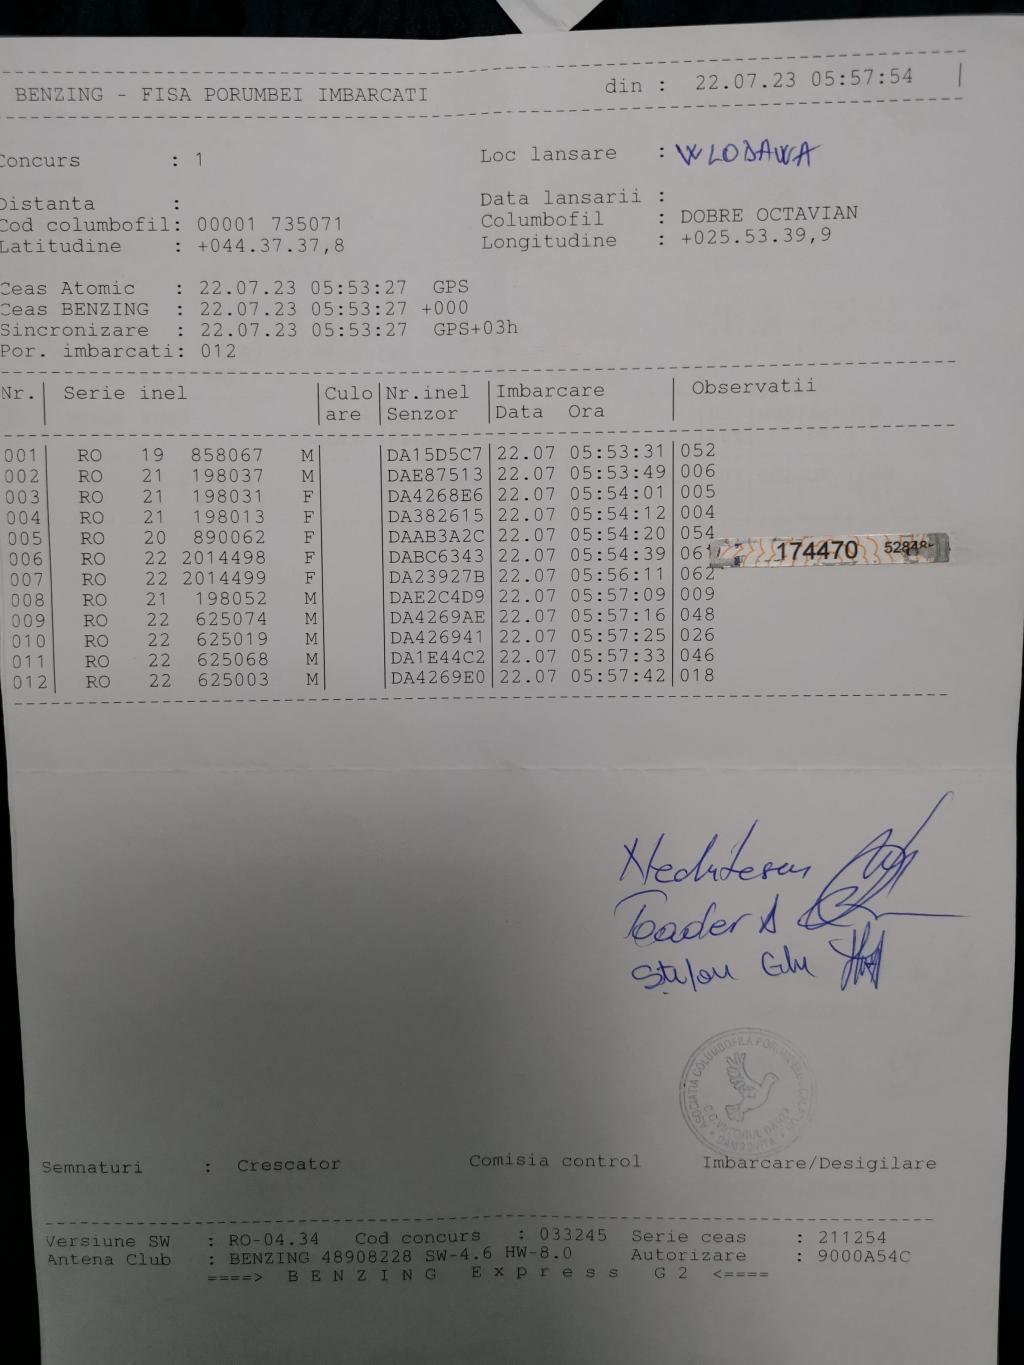 BENZING - FISA PORUMBEI IMBARCATI din : 22.07.23 05:57:54
Concurs : 1 Loc lansare : WLODAWA
Distanta : Data lansarii :
Cod columbofil: 00001 735071 Columbofil : DOBRE OCTAVIAN
Latitudine : +044.37.37,8 Longitudine : +025.53.39,9
Ceas Atomic : 22.07.23 05:53:27 GPS
Ceas BENZING : 22.07.23 05:53:27 +000
Sincronizare : 22.07.23 05:53:27 GPS+03h
Por. imbarcati: 012
Nr. Serie inel Culo Nr.inel Imbarcare Observatii
are Senzor Data Ora
001 RO 19 858067 M DA15D5C7 22.07 05:53:31 052
002 RO 21 198037 M DAE87513 22.07 05:53:49 006
003 RO 21 198031 F DA4268E6 22.07 05:54:01 005
004 RO 21 198013 F DA382615 22.07 05:54:12 004
005 RO 20 890062 F DAAB3A2C 22.07 05:54:20 054
006 RO 22 2014498 F DABC6343 22.07 05:54:39 061 174470
007 RO 22 2014499 F DA23927B 22.07 05:56:11 062
008 RO 21 198052 M DAE2C4D9 22.07 05:57:09 009
009 RO 22 625074 M DA4269AE 22.07 05:57:16 048
010 RO 22 625019 M DA426941 22.07 05:57:25 026
011 RO 22 625068 M DA1E44C2 22.07 05:57:33 046
012 RO 22 625003 M DA4269E0 22.07 05:57:42 018
Toader A
ASOCIATIA COLUMBOFILA
Semnaturi : Crescator Comisia control Imbarcare/Desigilare
Versiune SW : RO-04.34 Cod concurs : 033245 Serie ceas : 211254
Antena Club : BENZING 48908228 SW-4.6 HW-8.0 Autorizare : 9000A54C
====> BENZING Express G2 <====